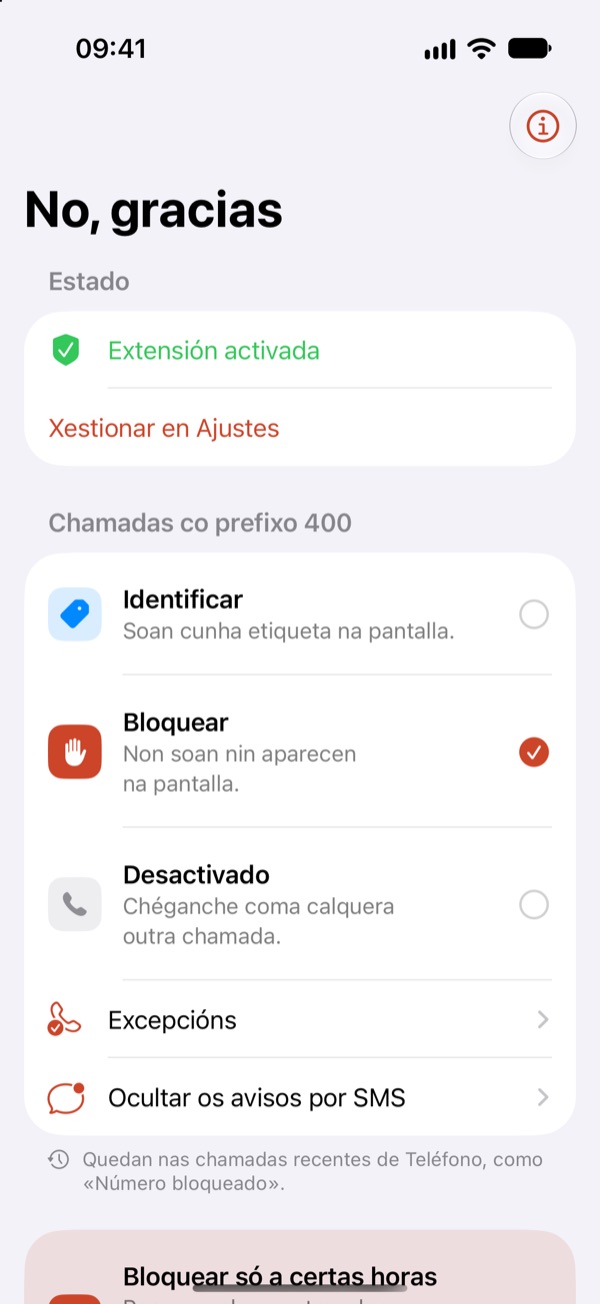 09:41
No, gracias
Estado
Extensión activada
Xestionar en Ajustes
Chamadas co prefixo 400
Identificar
Soan cunha etiqueta na pantalla.
Bloquear
Non soan nin aparecen
na pantalla.
Desactivado
Chéganche coma calquera
outra chamada.
Excepcións
Ocultar os avisos por SMS
Quedan nas chamadas recentes de Teléfono, como
«Número bloqueado».
Bloquear só a certas horas